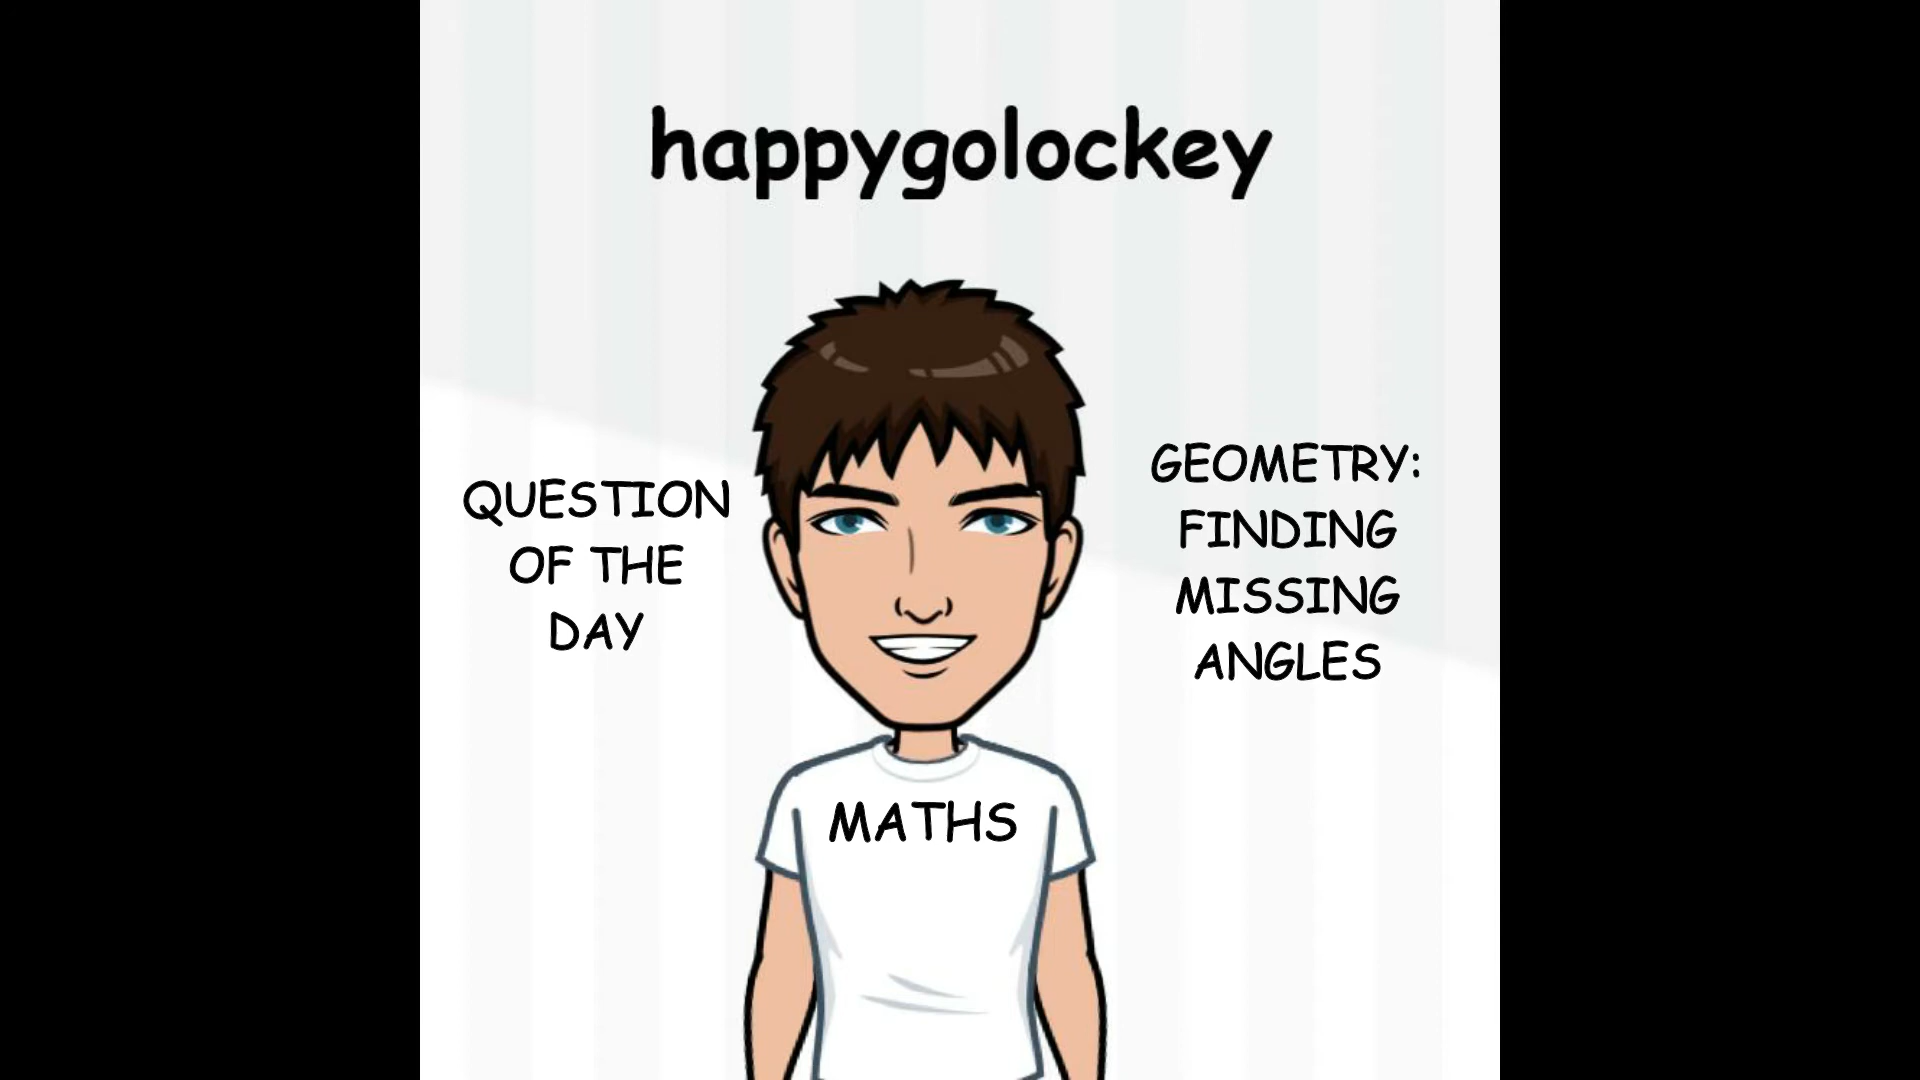 happygolockey
QUESTION
OF THE
DAY
GEOMETRY:
FINDING
MISSING
ANGLES
MATHS